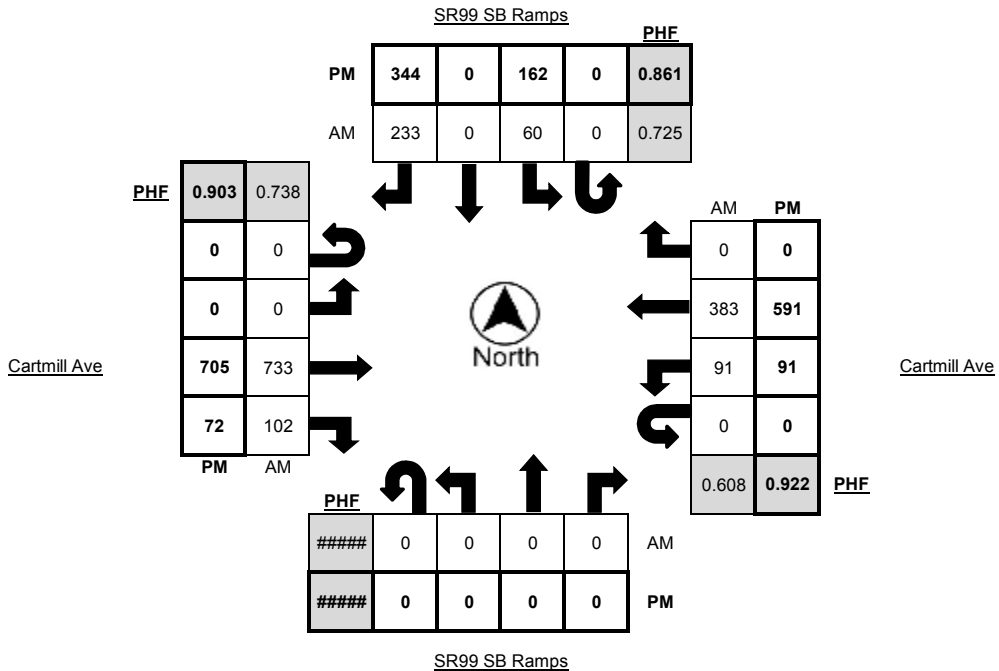 SR99 SB Ramps
PHF
PM 344 0 162 0 0.861
AM 233 0 60 0 0.725
PHF 0.903 0.738
0 0
0 0
705 733
72 102
PM AM
Cartmill Ave
North
AM PM
0 0
383 591
91 91
0 0
0.608 0.922 PHF
Cartmill Ave
PHF
##### 0 0 0 0 AM
##### 0 0 0 0 PM
SR99 SB Ramps